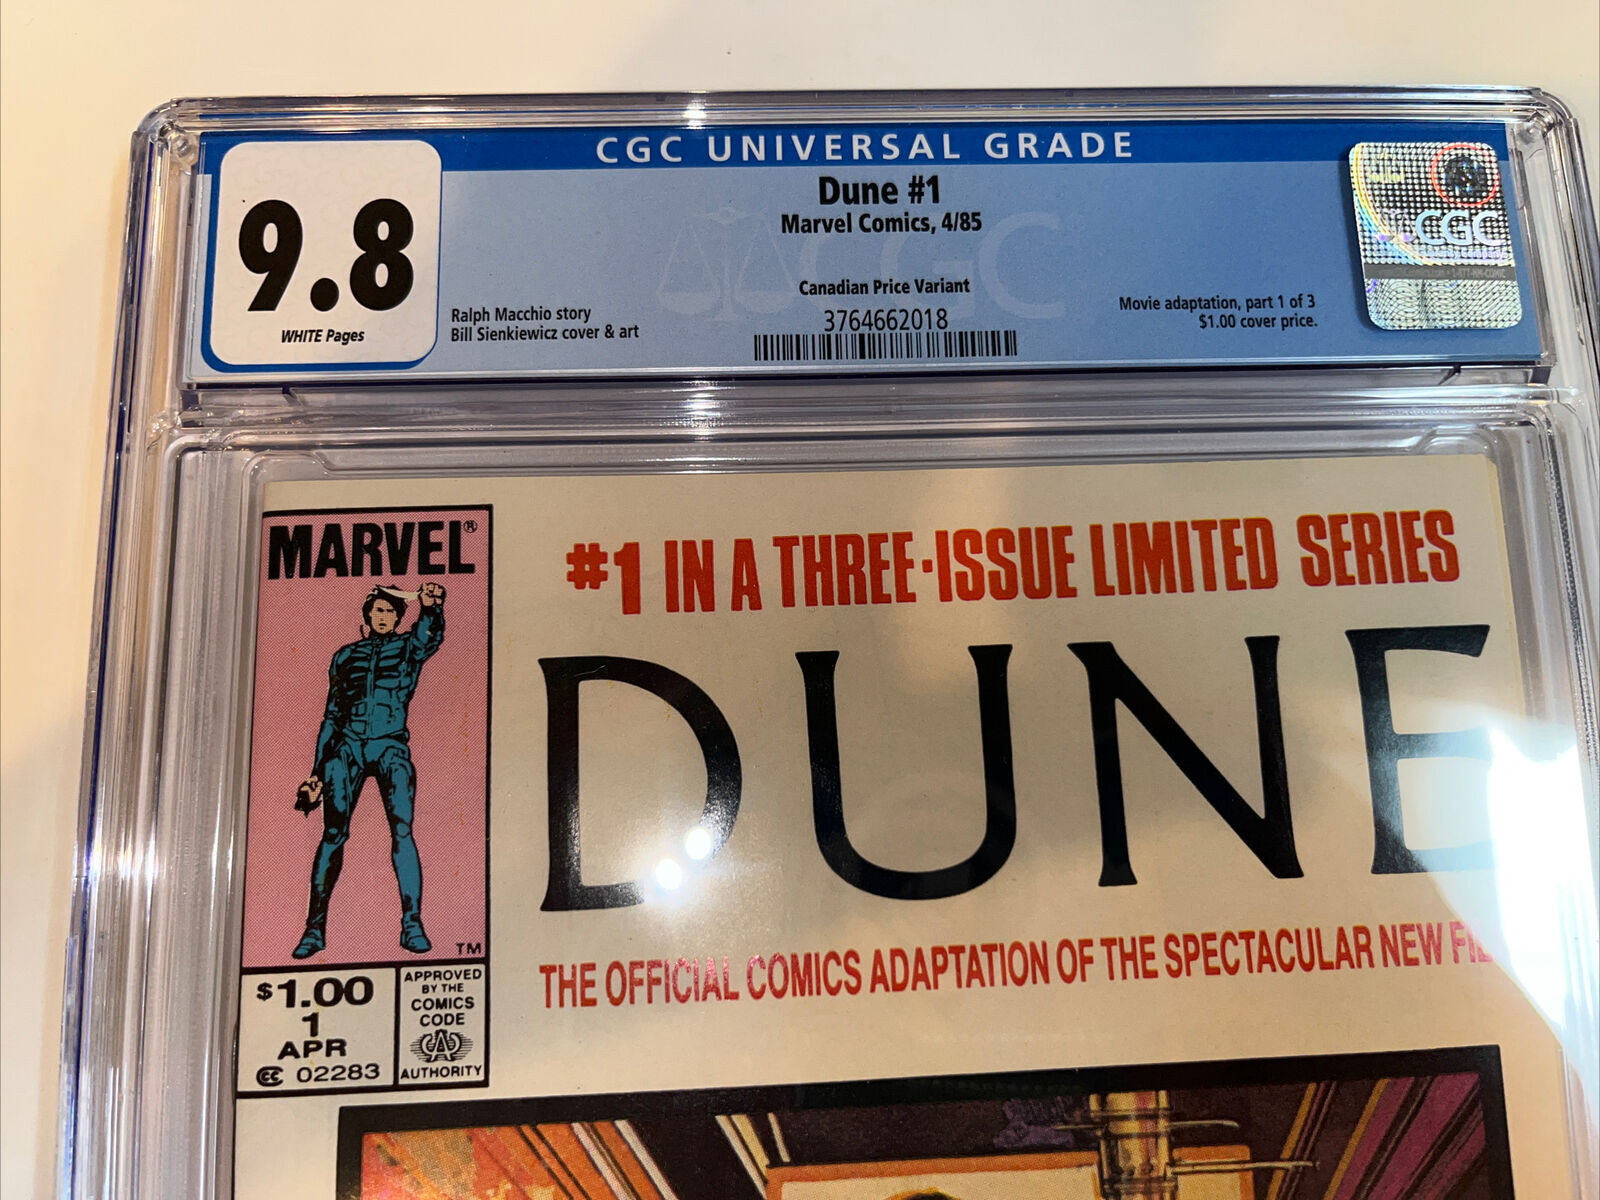 CGC UNIVERSAL GRADE
9.8
WHITE Pages
Dune #1
Marvel Comics, 4/85
Canadian Price Variant
3764662018
Ralph Macchio story
Bill Sienkiewicz cover & art
Movie adaptation, part 1 of 3
$1.00 cover price.
CGC
MARVEL®
#1 IN A THREE-ISSUE LIMITED SERIES
DUNE
THE OFFICIAL COMICS ADAPTATION OF THE SPECTACULAR NEW
TM
$1.00
1
APR
CC 02283
APPROVED
BY THE
COMICS
CODE
CA
AUTHORITY